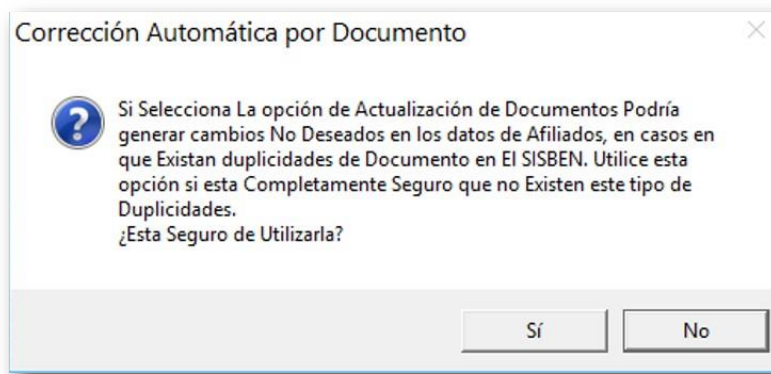 Corrección Automática por Documento
Si Selecciona La opción de Actualización de Documentos Podría
generar cambios No Deseados en los datos de Afiliados, en casos en
que Existan duplicidades de Documento en El SISBEN. Utilice esta
opción si esta Completamente Seguro que no Existen este tipo de
Duplicidades.
¿Esta Seguro de Utilizarla?
Sí
No